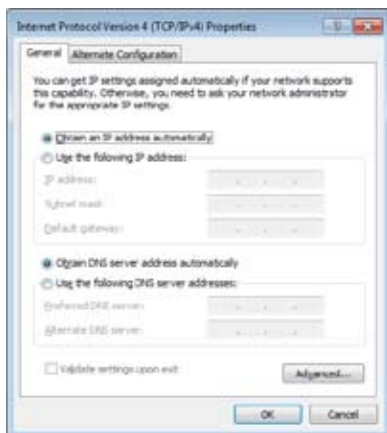 Internet Protocol Version 4 (TCP/IPv4) Properties
General
Alternate Configuration
You can get IP settings assigned automatically if your network supports
this capability. Otherwise, you need to ask your network administrator
for the appropriate IP settings.
Obtain an IP address automatically
Use the following IP address:
IP address:
Subnet mask:
Default gateway:
Obtain DNS server address automatically
Use the following DNS server addresses:
Preferred DNS server:
Alternate DNS server:
Validate settings upon exit
Advanced...
OK
Cancel